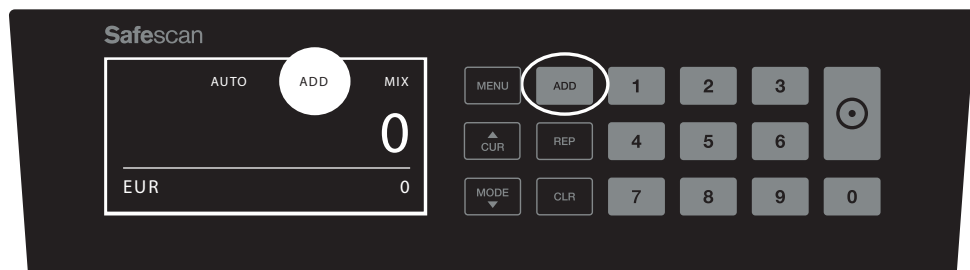 Safescan
AUTO ADD MIX
0
EUR 0
MENU ADD 1 2 3
CUR REP 4 5 6
MODE CLR 7 8 9 0